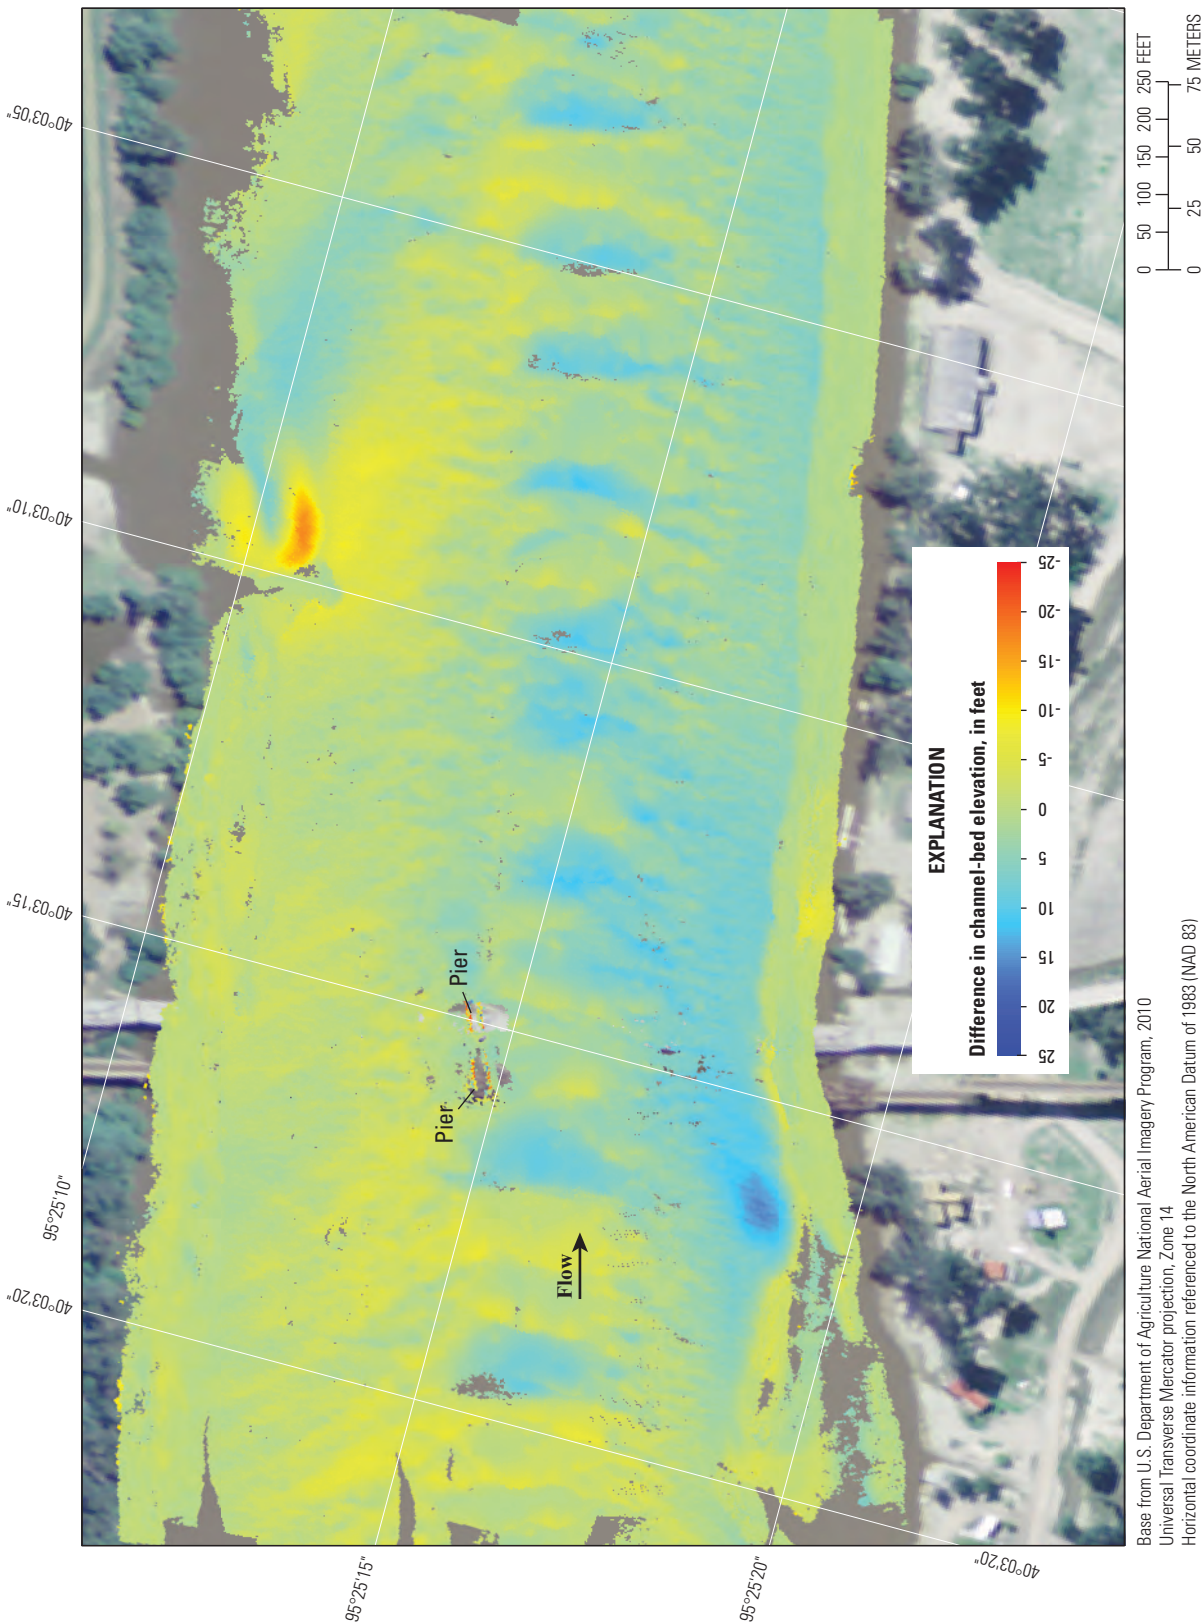 40°03'05"
40°03'10"
40°03'15"
40°03'20"
95°25'10"
95°25'15"
95°25'20"
40°03'20"
Pier
Pier
Flow
EXPLANATION
Difference in channel-bed elevation, in feet
25 20 15 10 5 0 -5 -10 -15 -20 -25
0 50 100 150 200 250 FEET
0 25 50 75 METERS
Base from U.S. Department of Agriculture National Aerial Imagery Program, 2010
Universal Transverse Mercator projection, Zone 14
Horizontal coordinate information referenced to the North American Datum of 1983 (NAD 83)